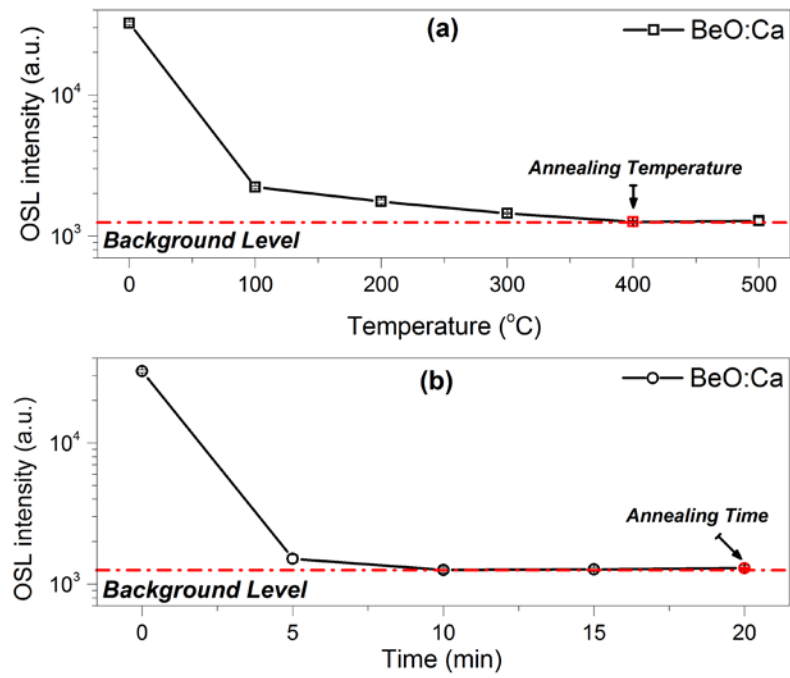 (a)
BeO:Ca
OSL intensity (a.u.)
10⁴
10³
Annealing Temperature
Background Level
0 100 200 300 400 500
Temperature (°C)
(b)
BeO:Ca
OSL intensity (a.u.)
10⁴
10³
Annealing Time
Background Level
0 5 10 15 20
Time (min)